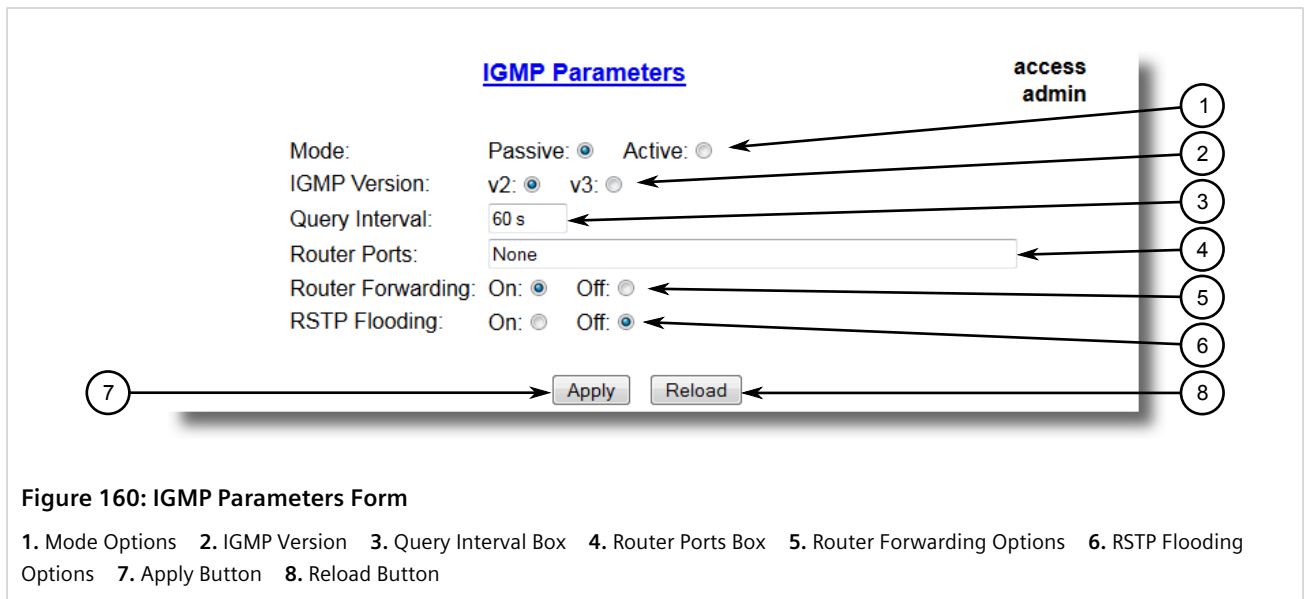 IGMP Parameters
access
admin
1
Mode: Passive: Active:
2
IGMP Version: v2: v3:
3
Query Interval: 60 s
4
Router Ports: None
5
Router Forwarding: On: Off:
6
RSTP Flooding: On: Off:
7
Apply Reload
8
Figure 160: IGMP Parameters Form
1. Mode Options 2. IGMP Version 3. Query Interval Box 4. Router Ports Box 5. Router Forwarding Options 6. RSTP Flooding
Options 7. Apply Button 8. Reload Button